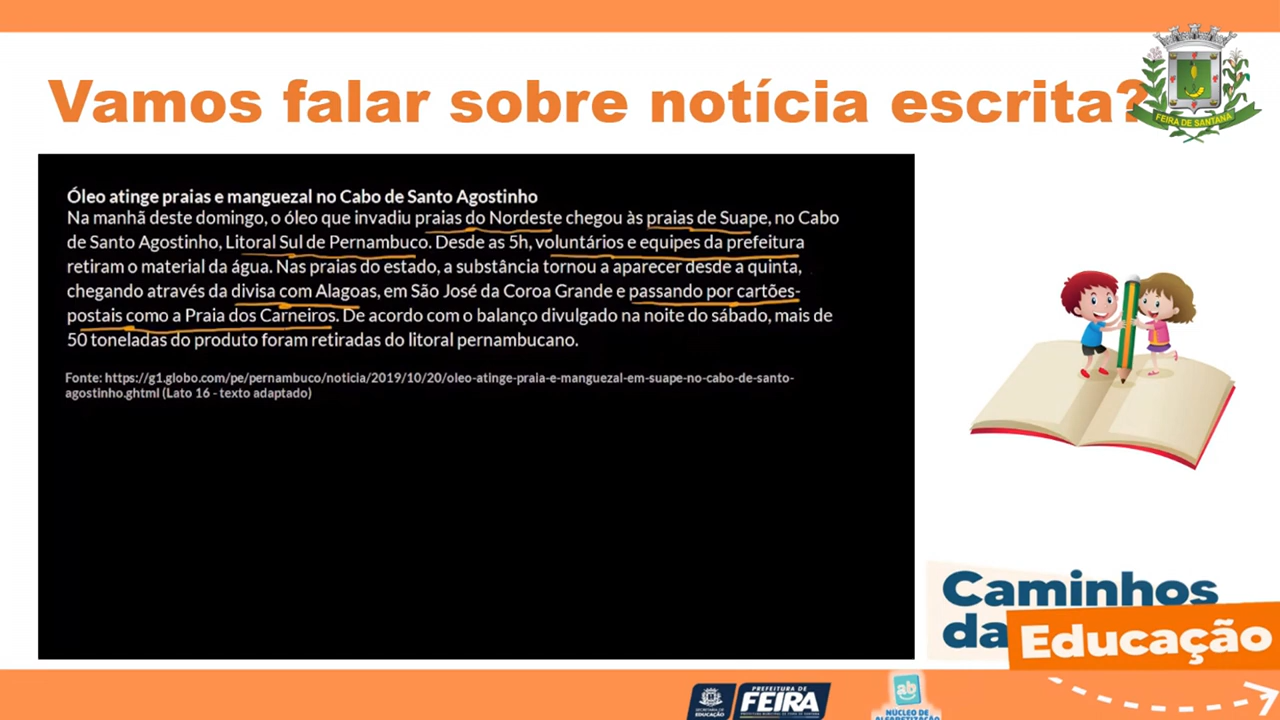 Vamos falar sobre notícia escrita?
FEIRA DE SANTANA
Óleo atinge praias e manguezal no Cabo de Santo Agostinho
Na manhã deste domingo, o óleo que invadiu praias do Nordeste chegou às praias de Suape, no Cabo
de Santo Agostinho, Litoral Sul de Pernambuco. Desde as 5h, voluntários e equipes da prefeitura
retiram o material da água. Nas praias do estado, a substância tornou a aparecer desde a quinta,
chegando através da divisa com Alagoas, em São José da Coroa Grande e passando por cartões-
postais como a Praia dos Carneiros. De acordo com o balanço divulgado na noite do sábado, mais de
50 toneladas do produto foram retiradas do litoral pernambucano.
Fonte: https://g1.globo.com/pe/pernambuco/noticia/2019/10/20/oleo-atinge-praia-e-manguezal-em-suape-no-cabo-de-santo-
agostinho.ghtml (Lato 16 - texto adaptado)
Caminhos
da Educação
SECRETARIA DE
EDUCAÇÃO
PREFEITURA DE
FEIRA
ab
NÚCLEO DE
ALFABETIZAÇÃO